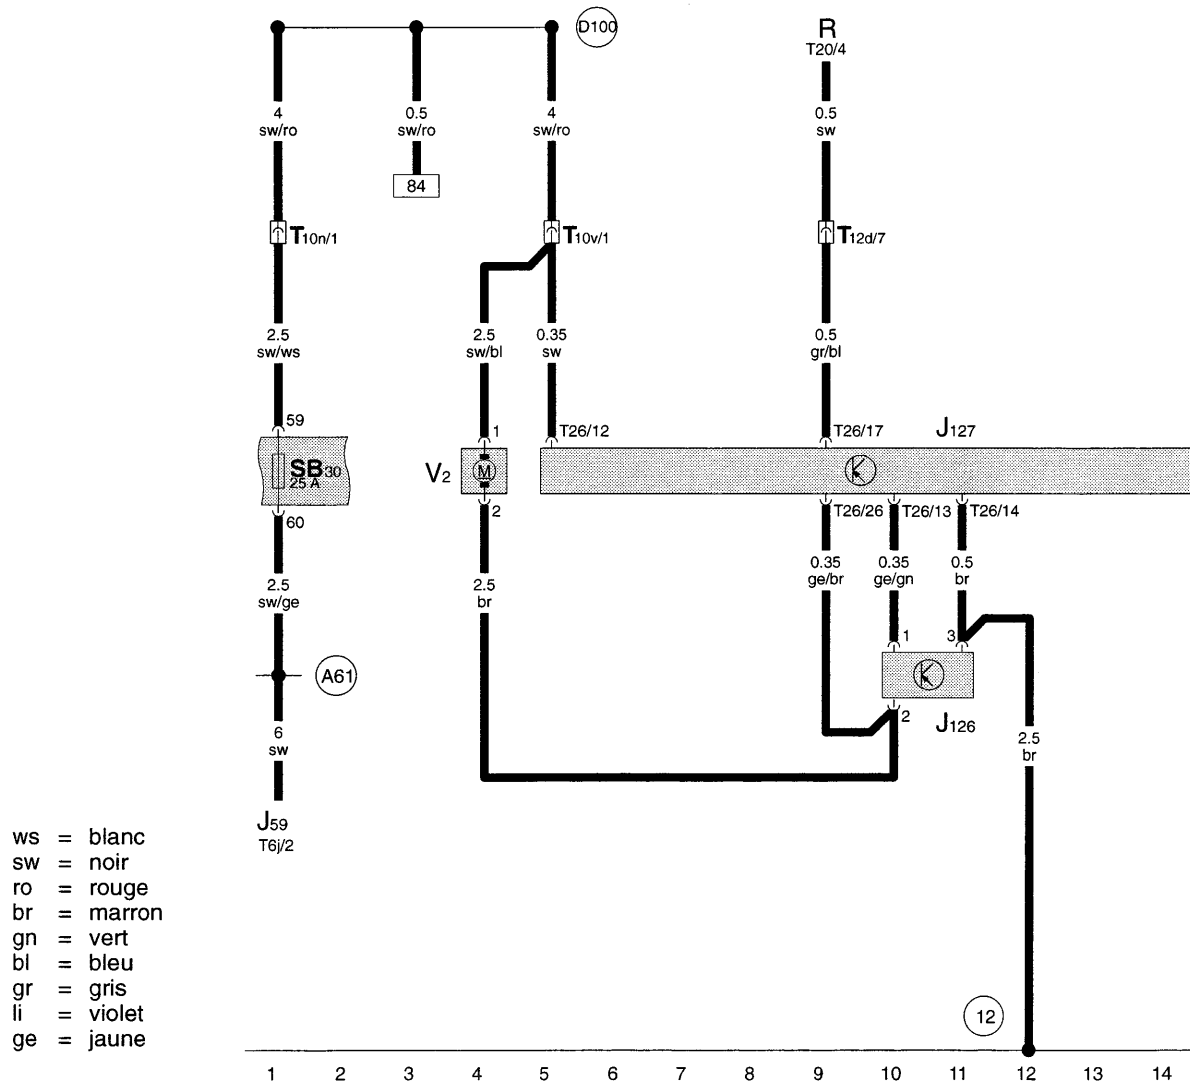 D100
R
T20/4
4
sw/ro
0.5
sw/ro
4
sw/ro
0.5
sw
84
T10n/1
T10v/1
T12d/7
2.5
sw/ws
2.5
sw/bl
0.35
sw
0.5
gr/bl
59
1
T26/12
T26/17
J127
SB30
25 A
V2
M
60
2
T26/26
T26/13
T26/14
2.5
sw/ge
2.5
br
0.35
ge/br
0.35
ge/gn
0.5
br
1
3
A61
2
J126
6
sw
2.5
br
J59
T6j/2
ws = blanc
sw = noir
ro = rouge
br = marron
gn = vert
bl = bleu
gr = gris
li = violet
ge = jaune
12
1 2 3 4 5 6 7 8 9 10 11 12 13 14